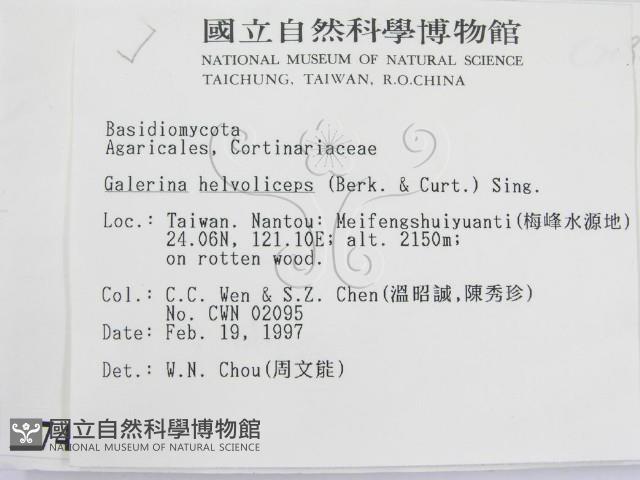 國立自然科學博物館
NATIONAL MUSEUM OF NATURAL SCIENCE
TAICHUNG, TAIWAN, R.O.CHINA
Basidiomycota
Agaricales, Cortinariaceae
Galerina helvoliceps (Berk. & Curt.) Sing.
Loc.: Taiwan. Nantou: Meifengshuiyuanti(梅峰水源地)
24.06N, 121.10E; alt. 2150m;
on rotten wood.
Col.: C.C. Wen & S.Z. Chen(溫昭誠,陳秀珍)
No. CWN 02095
Date: Feb. 19, 1997
Det.: W.N. Chou(周文能)
74
國立自然科學博物館
NATIONAL MUSEUM OF NATURAL SCIENCE